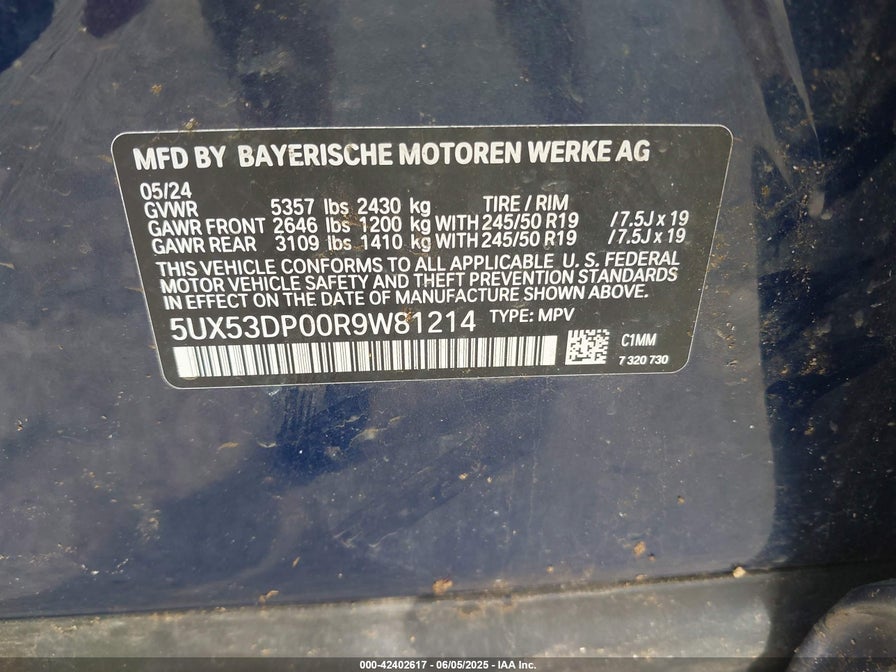 MFD BY BAYERISCHE MOTOREN WERKE AG
05/24
GVWR 5357 lbs 2430 kg TIRE / RIM
GAWR FRONT 2646 lbs 1200 kg WITH 245/50 R19 /7.5J x 19
GAWR REAR 3109 lbs 1410 kg WITH 245/50 R19 /7.5J x 19
THIS VEHICLE CONFORMS TO ALL APPLICABLE U. S. FEDERAL
MOTOR VEHICLE SAFETY AND THEFT PREVENTION STANDARDS
IN EFFECT ON THE DATE OF MANUFACTURE SHOWN ABOVE.
5UX53DP00R9W81214 TYPE: MPV
C1MM
7 320 730
000-42402617 - 06/05/2025 - IAA Inc.